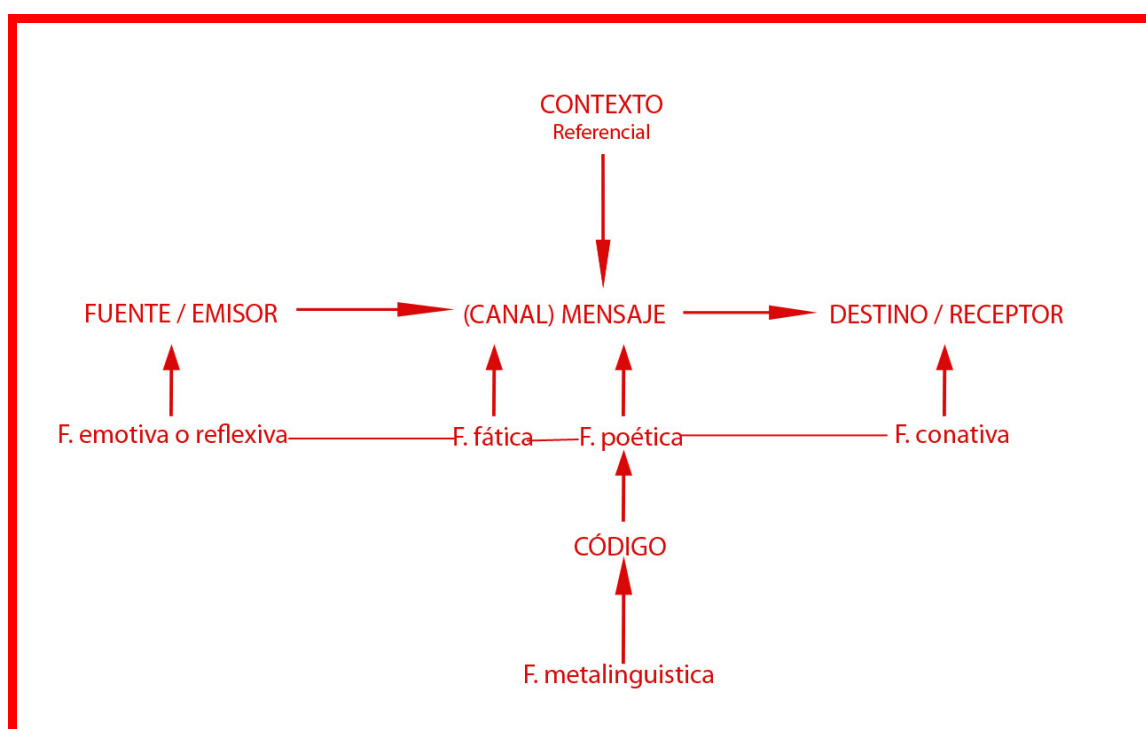 CONTEXTO
Referencial
FUENTE / EMISOR
(CANAL) MENSAJE
DESTINO / RECEPTOR
F. emotiva o reflexiva
F. fática
F. poética
F. conativa
CÓDIGO
F. metalinguistica